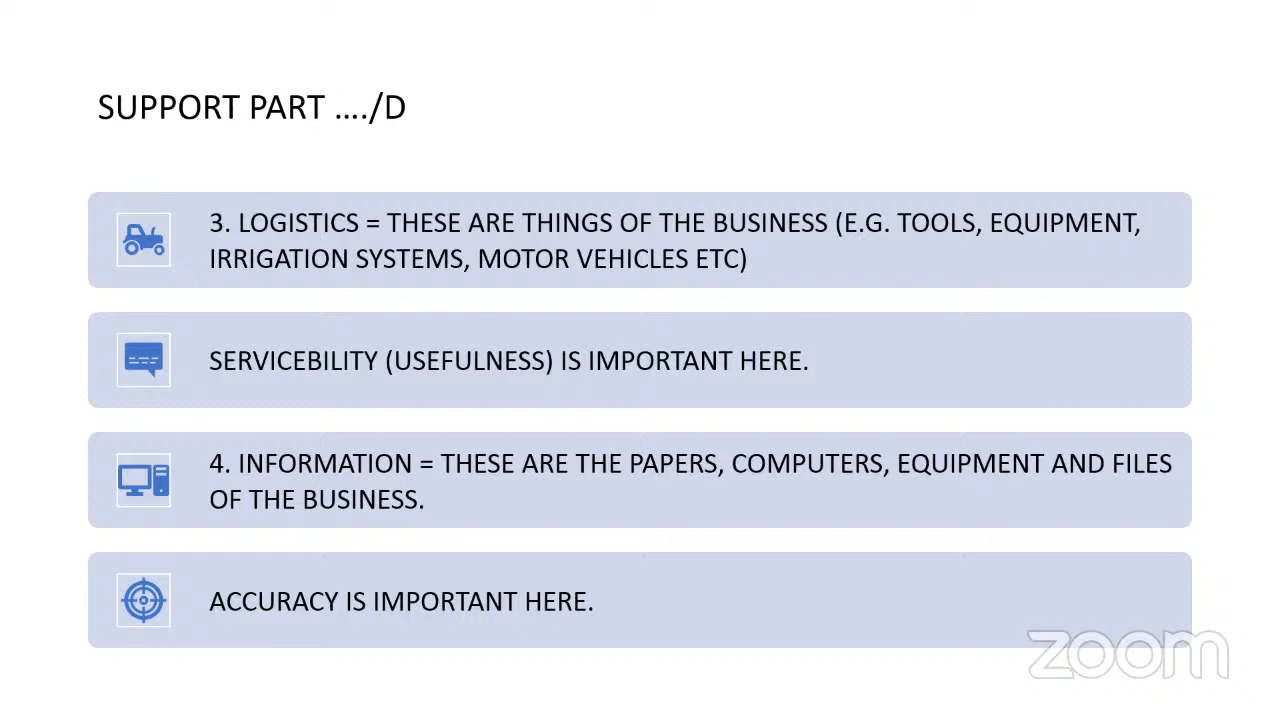 SUPPORT PART …./D
3. LOGISTICS = THESE ARE THINGS OF THE BUSINESS (E.G. TOOLS, EQUIPMENT,
IRRIGATION SYSTEMS, MOTOR VEHICLES ETC)
SERVICEBILITY (USEFULNESS) IS IMPORTANT HERE.
4. INFORMATION = THESE ARE THE PAPERS, COMPUTERS, EQUIPMENT AND FILES
OF THE BUSINESS.
ACCURACY IS IMPORTANT HERE.
zoom